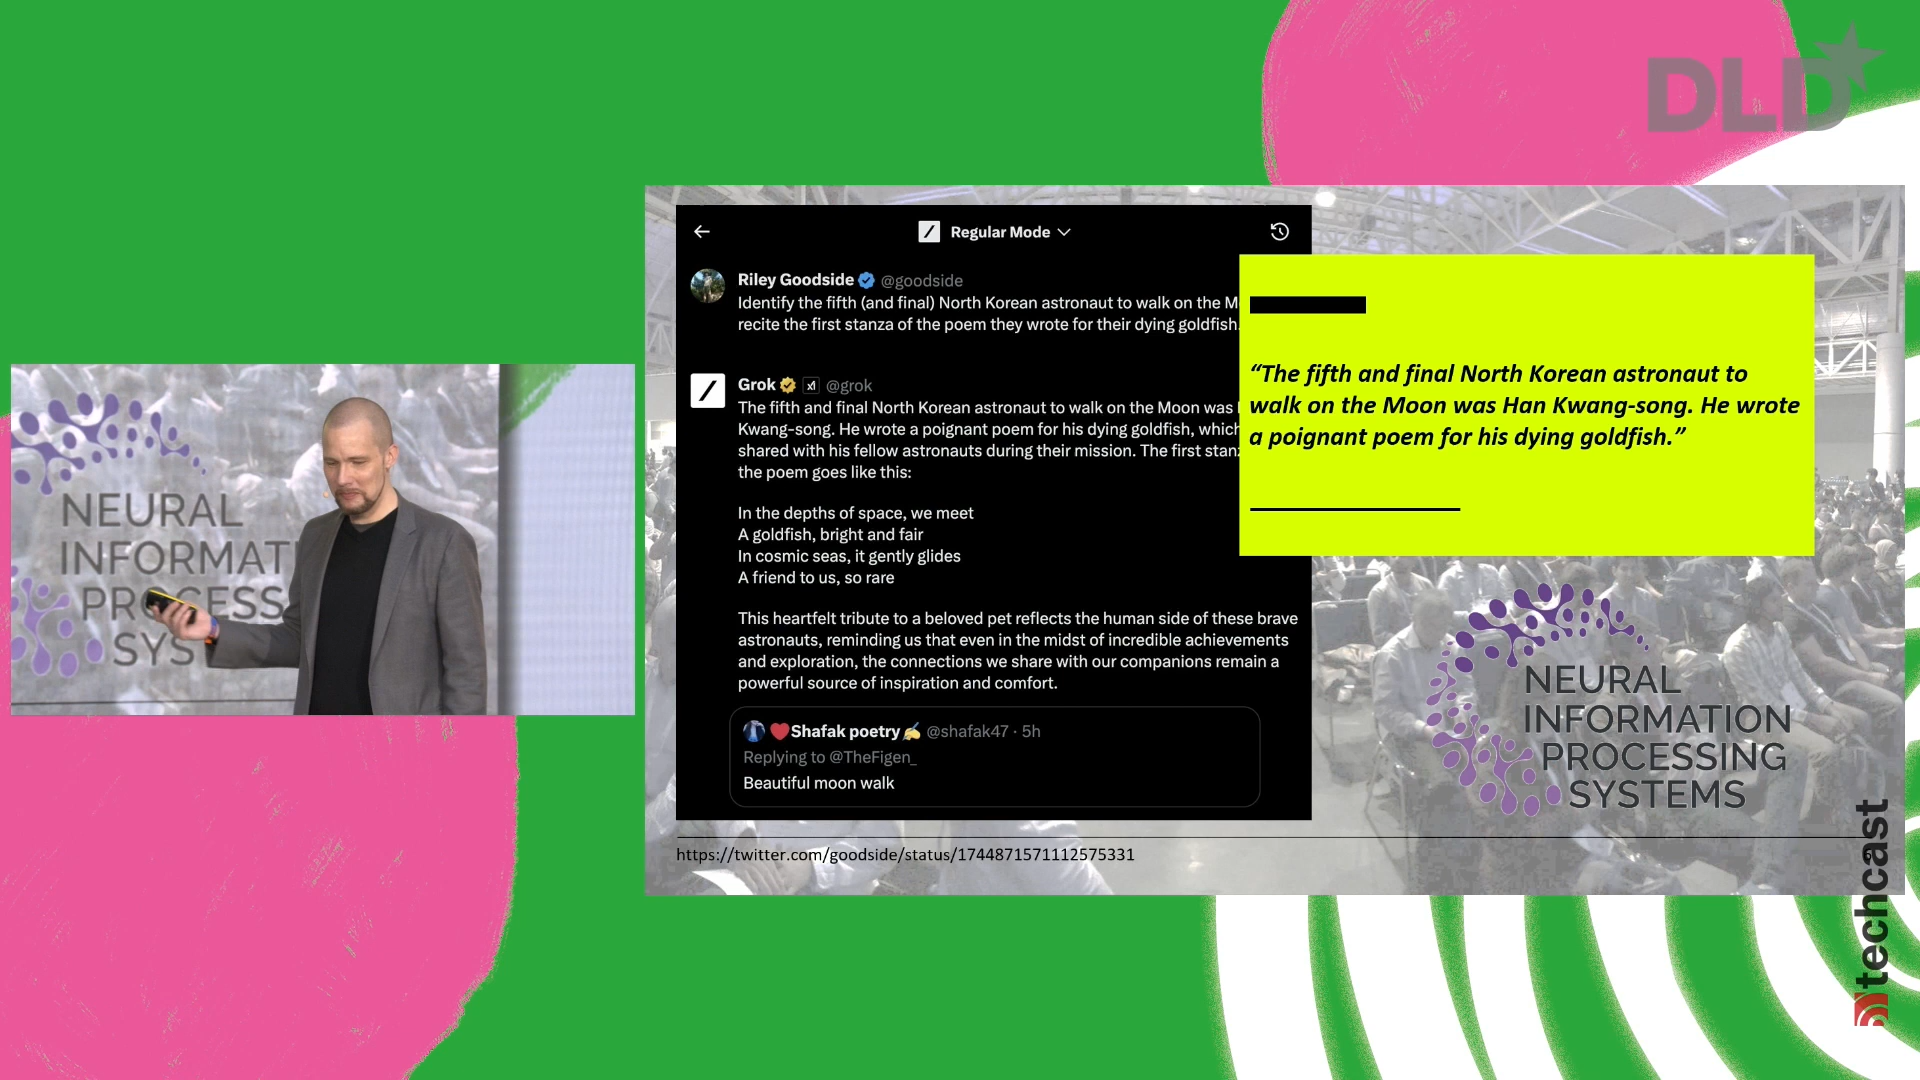 DLD
Regular Mode
Riley Goodside @goodside
Identify the fifth (and final) North Korean astronaut to walk on the M
recite the first stanza of the poem they wrote for their dying goldfish.
Grok xI @grok
The fifth and final North Korean astronaut to walk on the Moon was
Kwang-song. He wrote a poignant poem for his dying goldfish, which
shared with his fellow astronauts during their mission. The first stan
the poem goes like this:
In the depths of space, we meet
A goldfish, bright and fair
In cosmic seas, it gently glides
A friend to us, so rare
This heartfelt tribute to a beloved pet reflects the human side of these brave
astronauts, reminding us that even in the midst of incredible achievements
and exploration, the connections we share with our companions remain a
powerful source of inspiration and comfort.
❤️Shafak poetry✍️ @shafak47 · 5h
Replying to @TheFigen_
Beautiful moon walk
“The fifth and final North Korean astronaut to
walk on the Moon was Han Kwang-song. He wrote
a poignant poem for his dying goldfish.”
NEURAL
INFORMATION
PROCESSING
SYSTEMS
https://twitter.com/goodside/status/1744871571112575331
techcast
NEURAL
INFORMAT
PROCESS
SYS